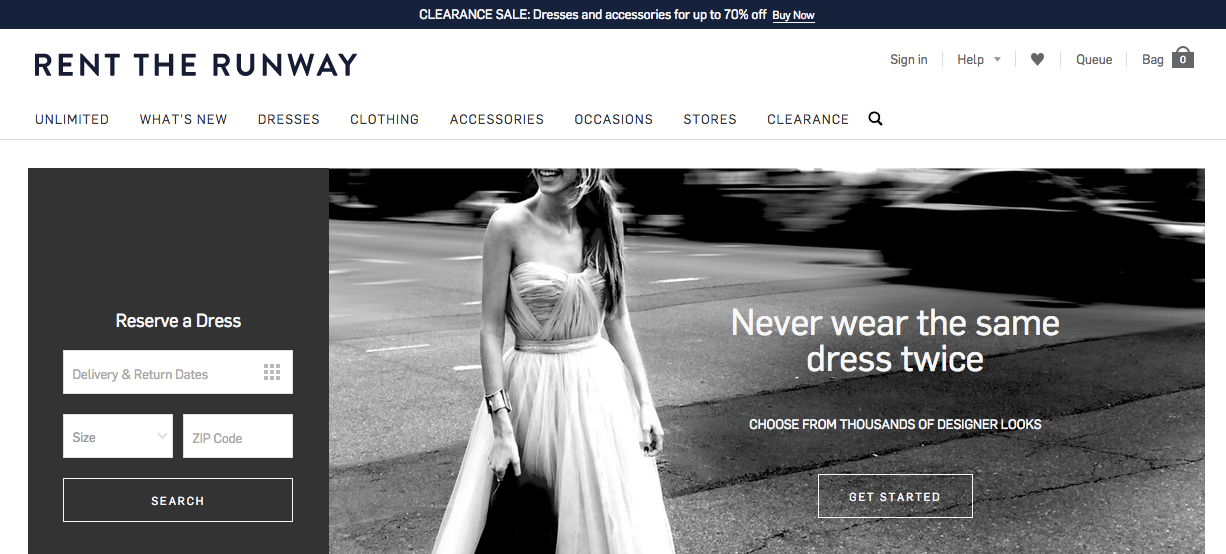 CLEARANCE SALE: Dresses and accessories for up to 70% off Buy Now
RENT THE RUNWAY
Sign in Help Queue Bag 0
UNLIMITED WHAT'S NEW DRESSES CLOTHING ACCESSORIES OCCASIONS STORES CLEARANCE
Reserve a Dress
Delivery & Return Dates
Size ZIP Code
SEARCH
Never wear the same
dress twice
CHOOSE FROM THOUSANDS OF DESIGNER LOOKS
GET STARTED